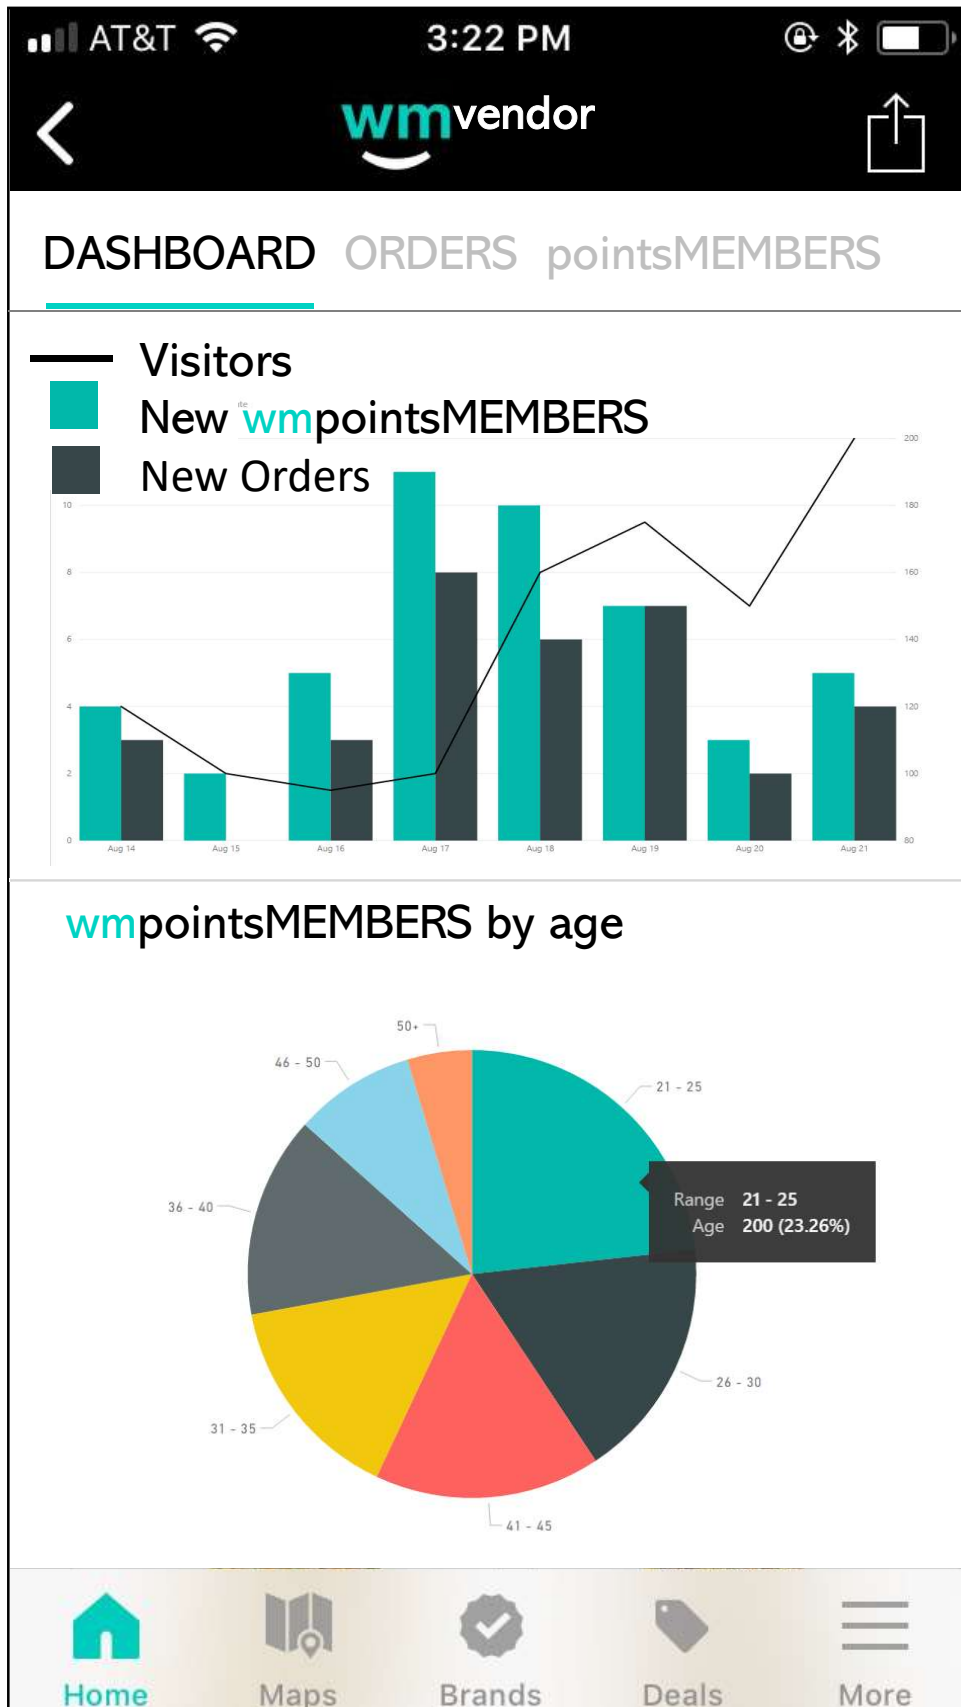 AT&T 3:22 PM
wmvendor
DASHBOARD ORDERS pointsMEMBERS
Visitors
New wmpointsMEMBERS
New Orders
200
10 180
8 160
6 140
4 120
2 100
0 80
Aug 14 Aug 15 Aug 16 Aug 17 Aug 18 Aug 19 Aug 20 Aug 21
wmpointsMEMBERS by age
50+
46 - 50
21 - 25
Range 21 - 25
36 - 40
Age 200 (23.26%)
26 - 30
31 - 35
41 - 45
Home Maps Brands Deals More